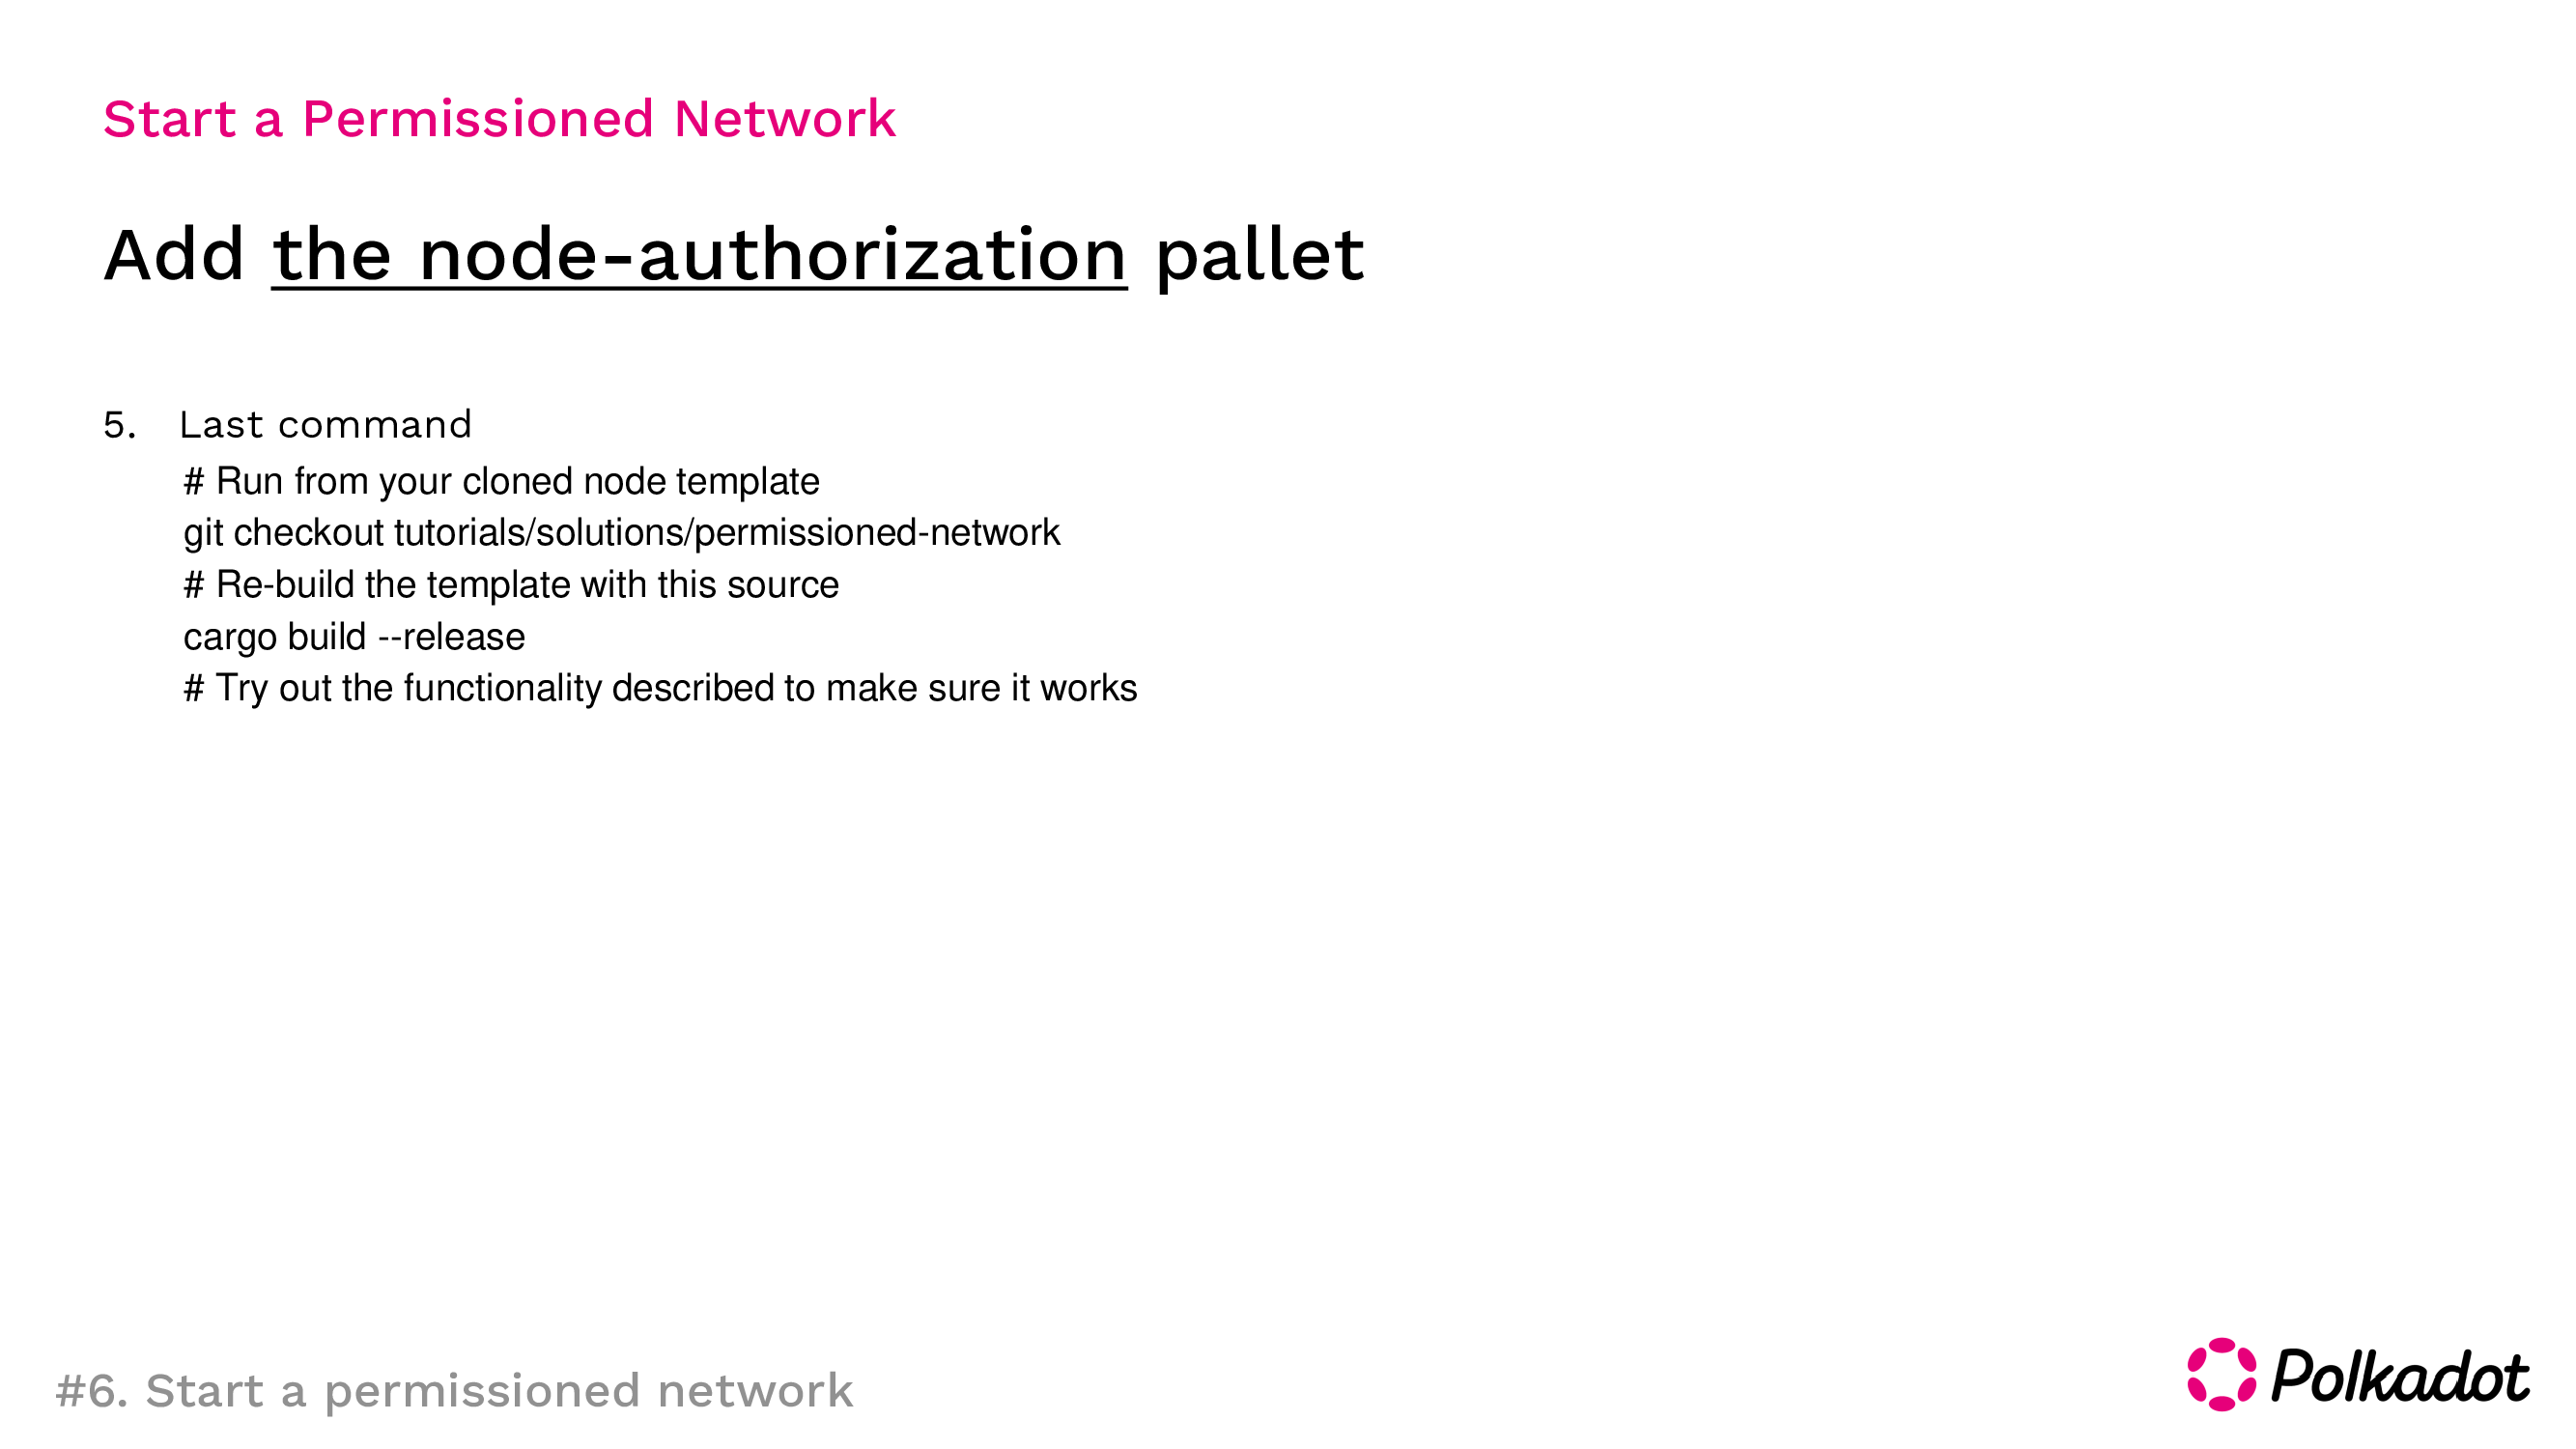 Start a Permissioned Network
Add the node-authorization pallet
5. Last command
# Run from your cloned node template
git checkout tutorials/solutions/permissioned-network
# Re-build the template with this source
cargo build --release
# Try out the functionality described to make sure it works
#6. Start a permissioned network
Polkadot